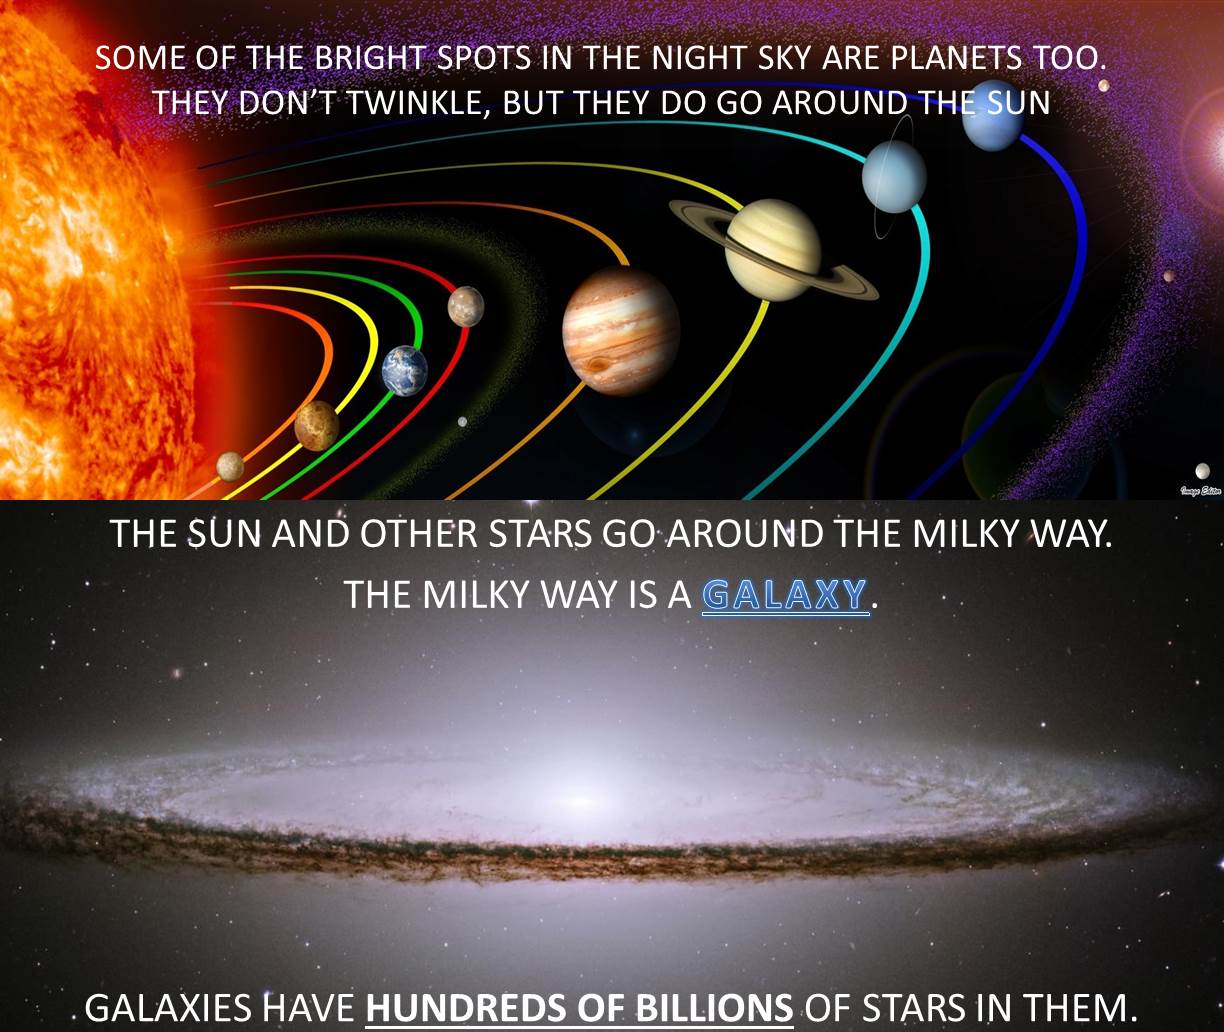 SOME OF THE BRIGHT SPOTS IN THE NIGHT SKY ARE PLANETS TOO.
THEY DON’T TWINKLE, BUT THEY DO GO AROUND THE SUN
Image Editor
THE SUN AND OTHER STARS GO AROUND THE MILKY WAY.
THE MILKY WAY IS A GALAXY.
GALAXIES HAVE HUNDREDS OF BILLIONS OF STARS IN THEM.